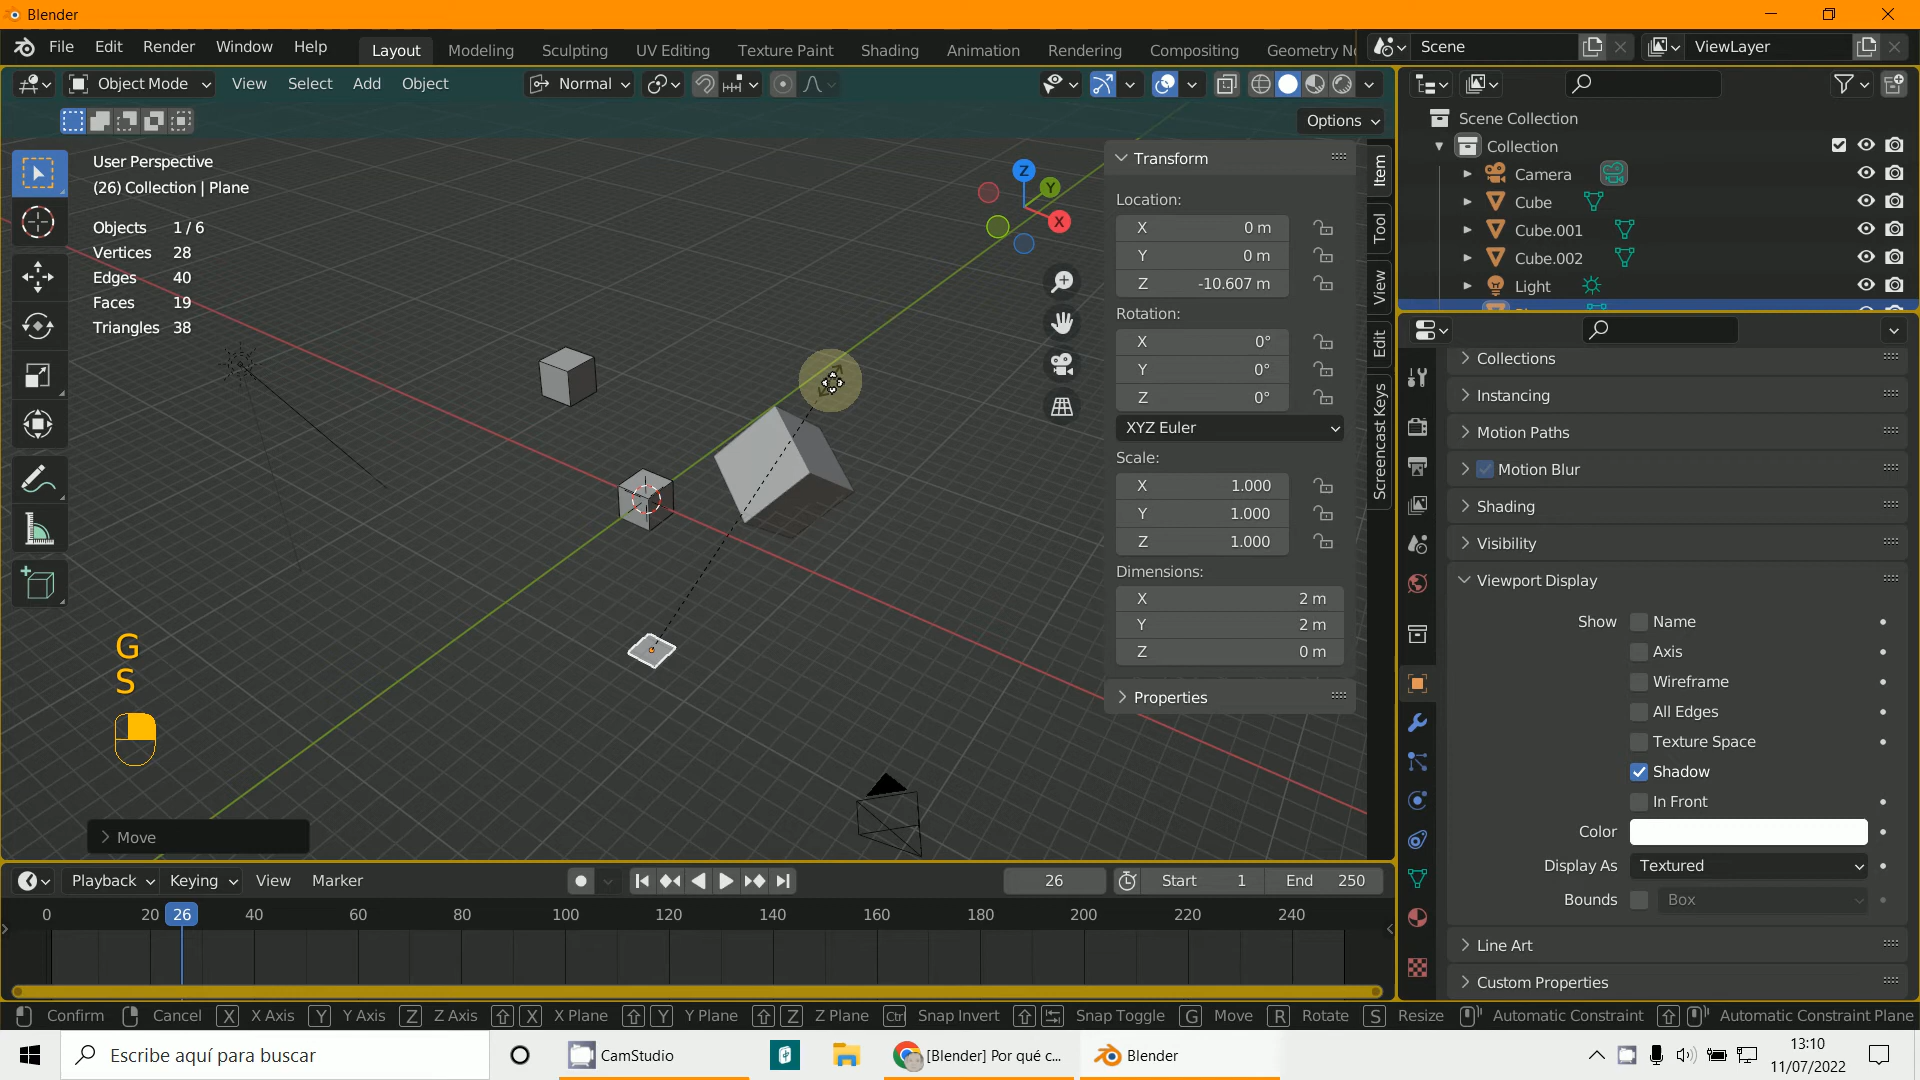 Blender
File Edit Render Window Help
Layout Modeling Sculpting UV Editing Texture Paint Shading Animation Rendering Compositing Geometry No
Scene
ViewLayer
Object Mode View Select Add Object
Normal
Options
User Perspective
(26) Collection | Plane
Objects 1 / 6
Vertices 28
Edges 40
Faces 19
Triangles 38
Z
Y
X
G
S
Move
Transform
Location:
X 0 m
Y 0 m
Z -10.607 m
Rotation:
X 0°
Y 0°
Z 0°
XYZ Euler
Scale:
X 1.000
Y 1.000
Z 1.000
Dimensions:
X 2 m
Y 2 m
Z 0 m
Properties
Item
Tool
View
Edit
Screencast Keys
Scene Collection
Collection
Camera
Cube
Cube.001
Cube.002
Light
Collections
Instancing
Motion Paths
Motion Blur
Shading
Visibility
Viewport Display
Show Name
Axis
Wireframe
All Edges
Texture Space
Shadow
In Front
Color
Display As Textured
Bounds Box
Line Art
Custom Properties
Playback Keying View Marker
26
Start 1
End 250
0 20 26 40 60 80 100 120 140 160 180 200 220 240
Confirm Cancel X X Axis Y Y Axis Z Z Axis X X Plane Y Y Plane Z Z Plane Ctrl Snap Invert Snap Toggle G Move R Rotate S Resize Automatic Constraint Automatic Constraint Plane
Escribe aquí para buscar
CamStudio
[Blender] Por qué c...
Blender
13:10
11/07/2022